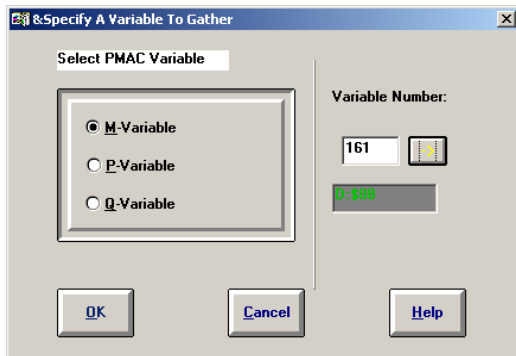 &Specify A Variable To Gather
Select PMAC Variable
M-Variable
P-Variable
Q-Variable
Variable Number:
161
->
D:$88
OK
Cancel
Help